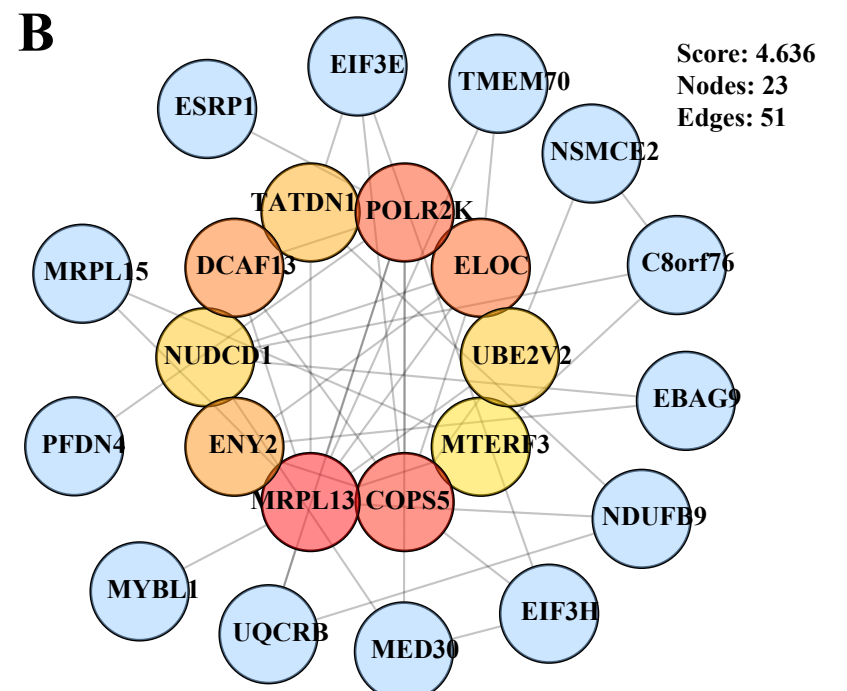 B
Score: 4.636
Nodes: 23
Edges: 51
EIF3E
TMEM70
ESRP1
NSMCE2
TATDN1
POLR2K
MRPL15
DCAF13
ELOC
C8orf76
NUDCD1
UBE2V2
EBAG9
PFDN4
ENY2
MTERF3
MRPL13
COPS5
NDUFB9
MYBL1
UQCRB
MED30
EIF3H